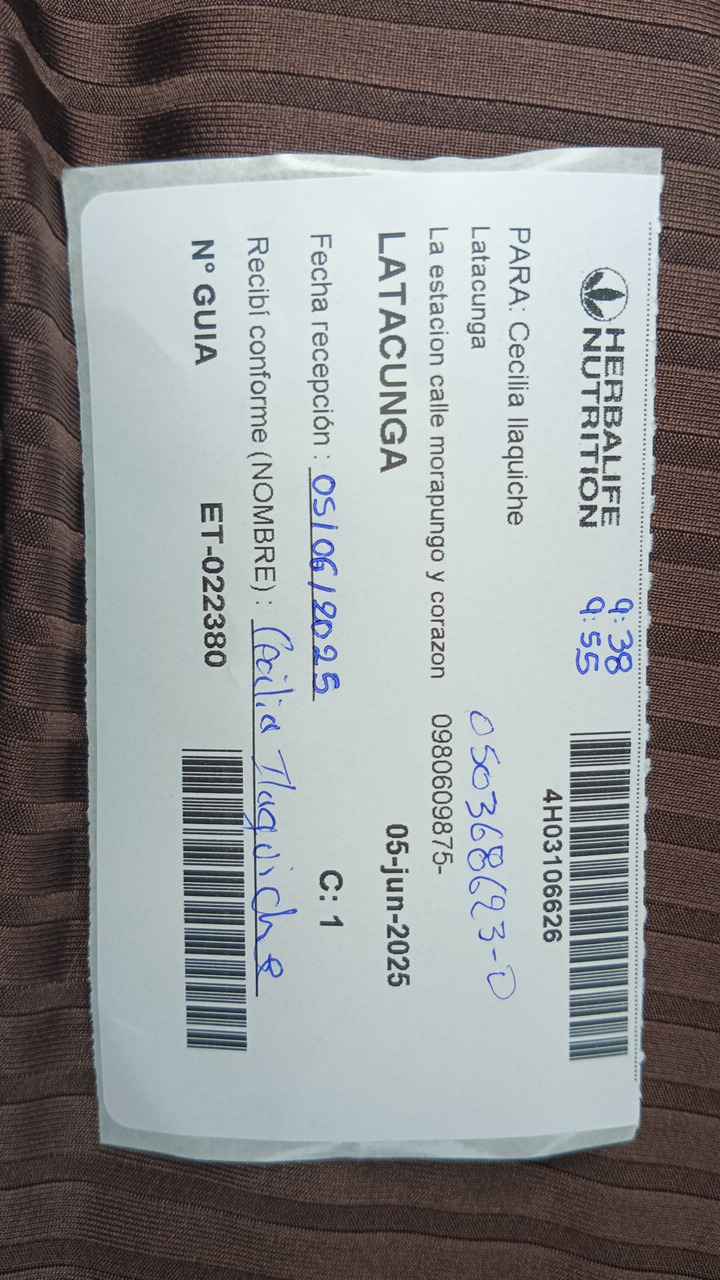 HERBALIFE
NUTRITION
9:38
9:55
4H03106626
PARA: Cecilia llaquiche
Latacunga
050368623-0
La estacion calle morapungo y corazon 0980609875-
LATACUNGA 05-jun-2025
Fecha recepción : 05/06/2025 C: 1
Recibí conforme (NOMBRE) : Cecilia Ilaquiche
N° GUIA ET-022380